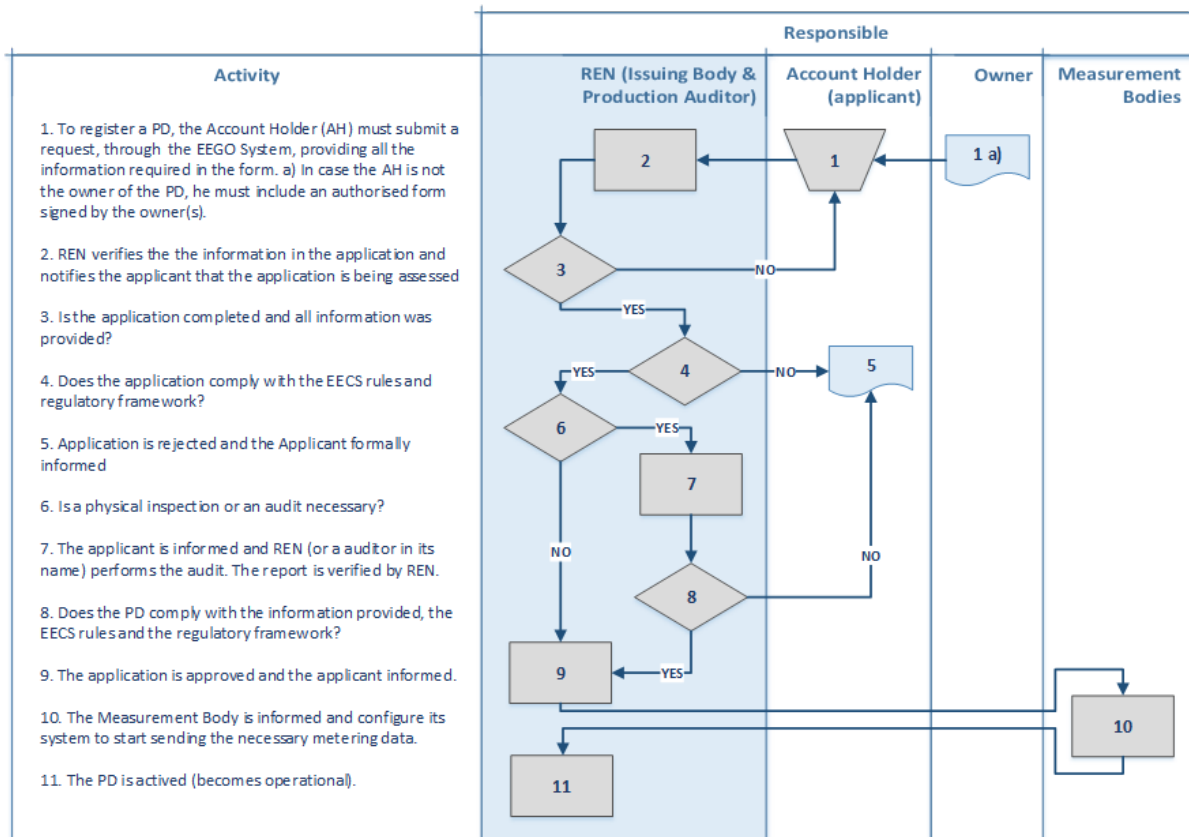 Responsible
Activity
REN (Issuing Body &
Production Auditor)
Account Holder
(applicant)
Owner
Measurement
Bodies
1. To register a PD, the Account Holder (AH) must submit a
request, through the EEGO System, providing all the
information required in the form. a) In case the AH is not
the owner of the PD, he must include an authorised form
signed by the owner(s).
2. REN verifies the the information in the application and
notifies the applicant that the application is being assessed
3. Is the application completed and all information was
provided?
4. Does the application comply with the EECS rules and
regulatory framework?
5. Application is rejected and the Applicant formally
informed
6. Is a physical inspection or an audit necessary?
7. The applicant is informed and REN (or a auditor in its
name) performs the audit. The report is verified by REN.
8. Does the PD comply with the information provided, the
EECS rules and the regulatory framework?
9. The application is approved and the applicant informed.
10. The Measurement Body is informed and configure its
system to start sending the necessary metering data.
11. The PD is actived (becomes operational).
2
1
1 a)
3
NO
YES
4
YES
NO
5
6
YES
7
NO
NO
8
9
YES
10
11